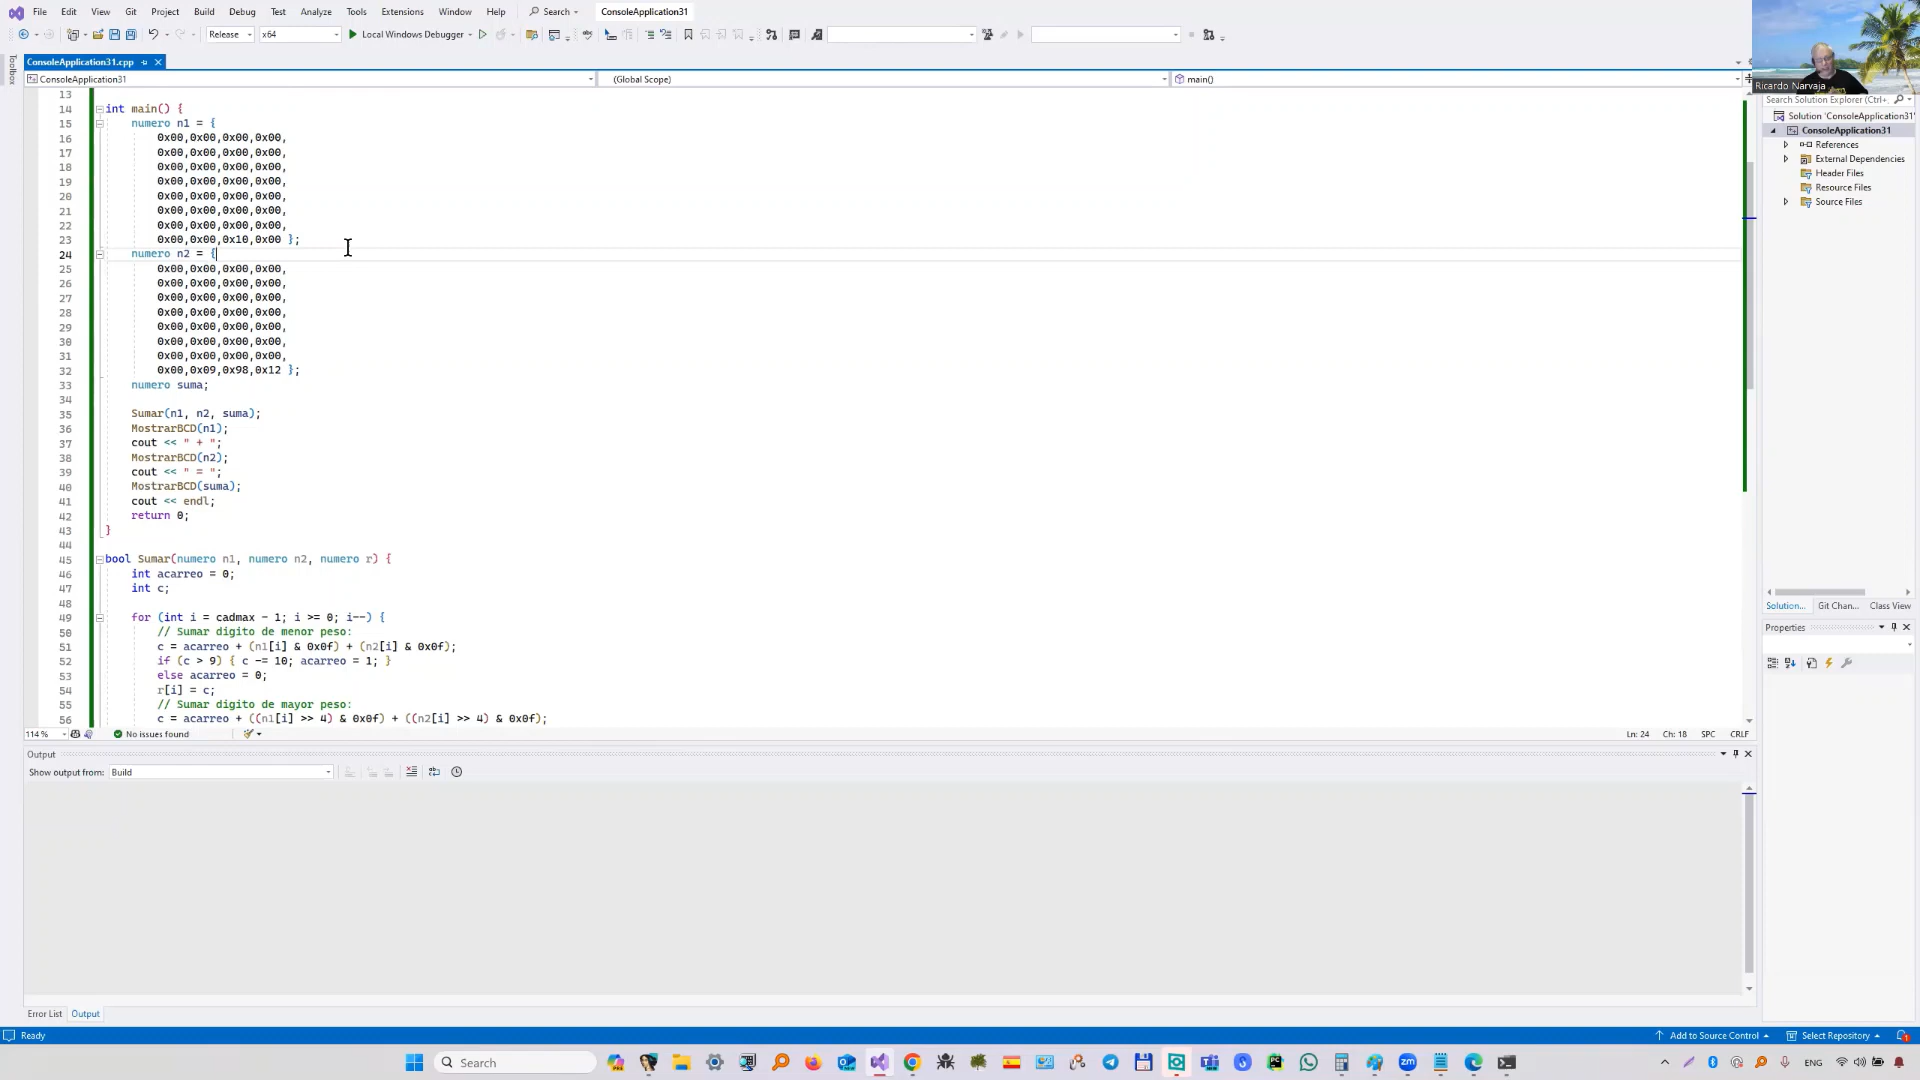 File Edit View Git Project Build Debug Test Analyze Tools Extensions Window Help Search ConsoleApplication31
Release x64 Local Windows Debugger
Ricardo Narvaja
Toolbox
ConsoleApplication31.cpp
ConsoleApplication31 (Global Scope) main()
13
14 int main() {
15 numero n1 = {
16 0x00,0x00,0x00,0x00,
17 0x00,0x00,0x00,0x00,
18 0x00,0x00,0x00,0x00,
19 0x00,0x00,0x00,0x00,
20 0x00,0x00,0x00,0x00,
21 0x00,0x00,0x00,0x00,
22 0x00,0x00,0x00,0x00,
23 0x00,0x00,0x10,0x00 };
24 numero n2 = {
25 0x00,0x00,0x00,0x00,
26 0x00,0x00,0x00,0x00,
27 0x00,0x00,0x00,0x00,
28 0x00,0x00,0x00,0x00,
29 0x00,0x00,0x00,0x00,
30 0x00,0x00,0x00,0x00,
31 0x00,0x00,0x00,0x00,
32 0x00,0x09,0x98,0x12 };
33 numero suma;
34
35 Sumar(n1, n2, suma);
36 MostrarBCD(n1);
37 cout << " + ";
38 MostrarBCD(n2);
39 cout << " = ";
40 MostrarBCD(suma);
41 cout << endl;
42 return 0;
43 }
44
45 bool Sumar(numero n1, numero n2, numero r) {
46 int acarreo = 0;
47 int c;
48
49 for (int i = cadmax - 1; i >= 0; i--) {
50 // Sumar digito de menor peso:
51 c = acarreo + (n1[i] & 0x0f) + (n2[i] & 0x0f);
52 if (c > 9) { c -= 10; acarreo = 1; }
53 else acarreo = 0;
54 r[i] = c;
55 // Sumar digito de mayor peso:
56 c = acarreo + ((n1[i] >> 4) & 0x0f) + ((n2[i] >> 4) & 0x0f);
114 % No issues found Ln: 24 Ch: 18 SPC CRLF
Search Solution Explorer (Ctrl+
Solution 'ConsoleApplication31'
ConsoleApplication31
References
External Dependencies
Header Files
Resource Files
Source Files
Solution... Git Chan... Class View
Properties
Output
Show output from: Build
Error List Output
Ready Add to Source Control Select Repository
Search ENG